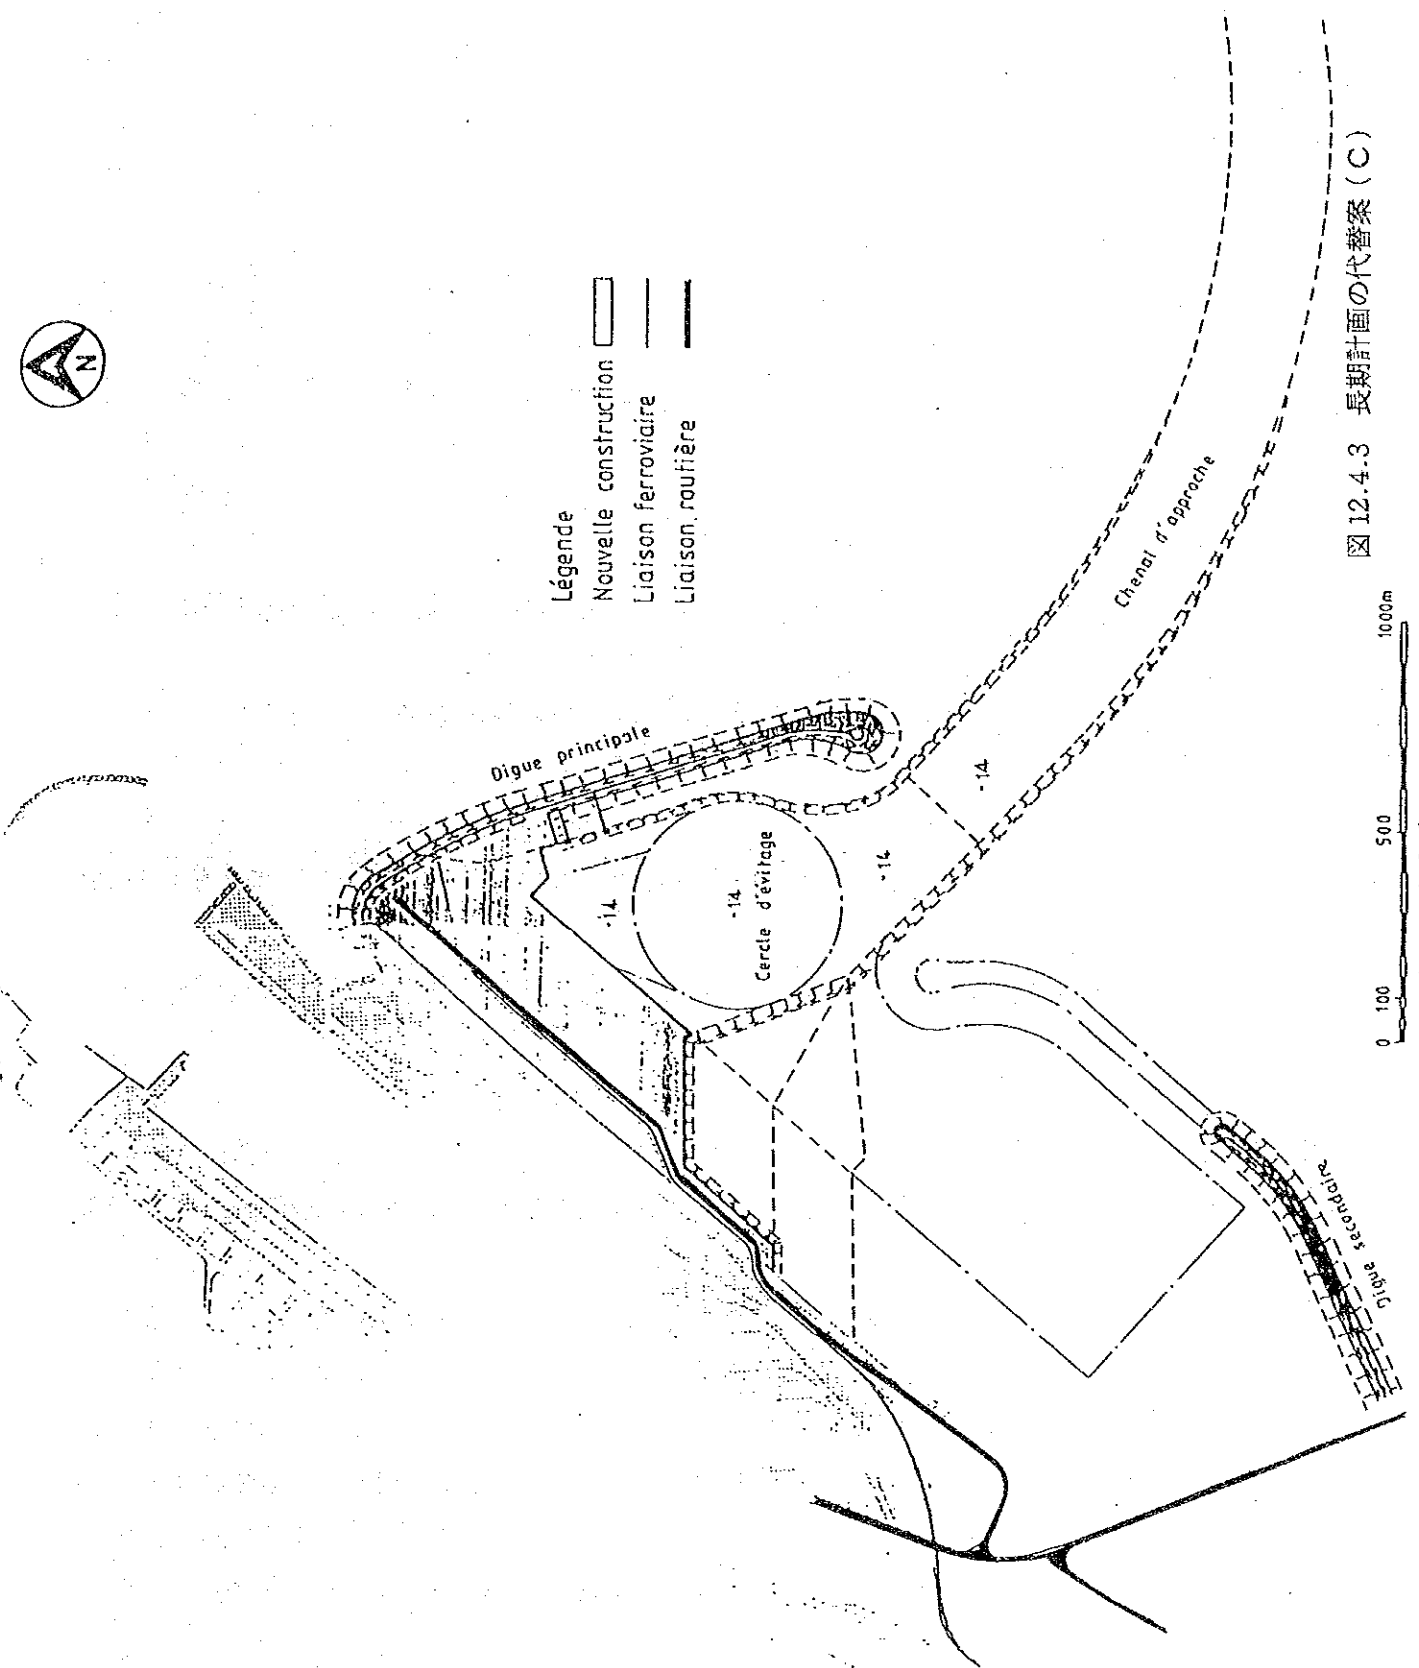 N
Légende
Nouvelle construction
Liaison ferroviaire
Liaison routière
Digue principale
-14
-14
Cercle d'évitage
-14
-14
Chenal d'approche
Digue secondaire
0 100 500 1000m
図 12.4.3 長期計画の代替案 (C)